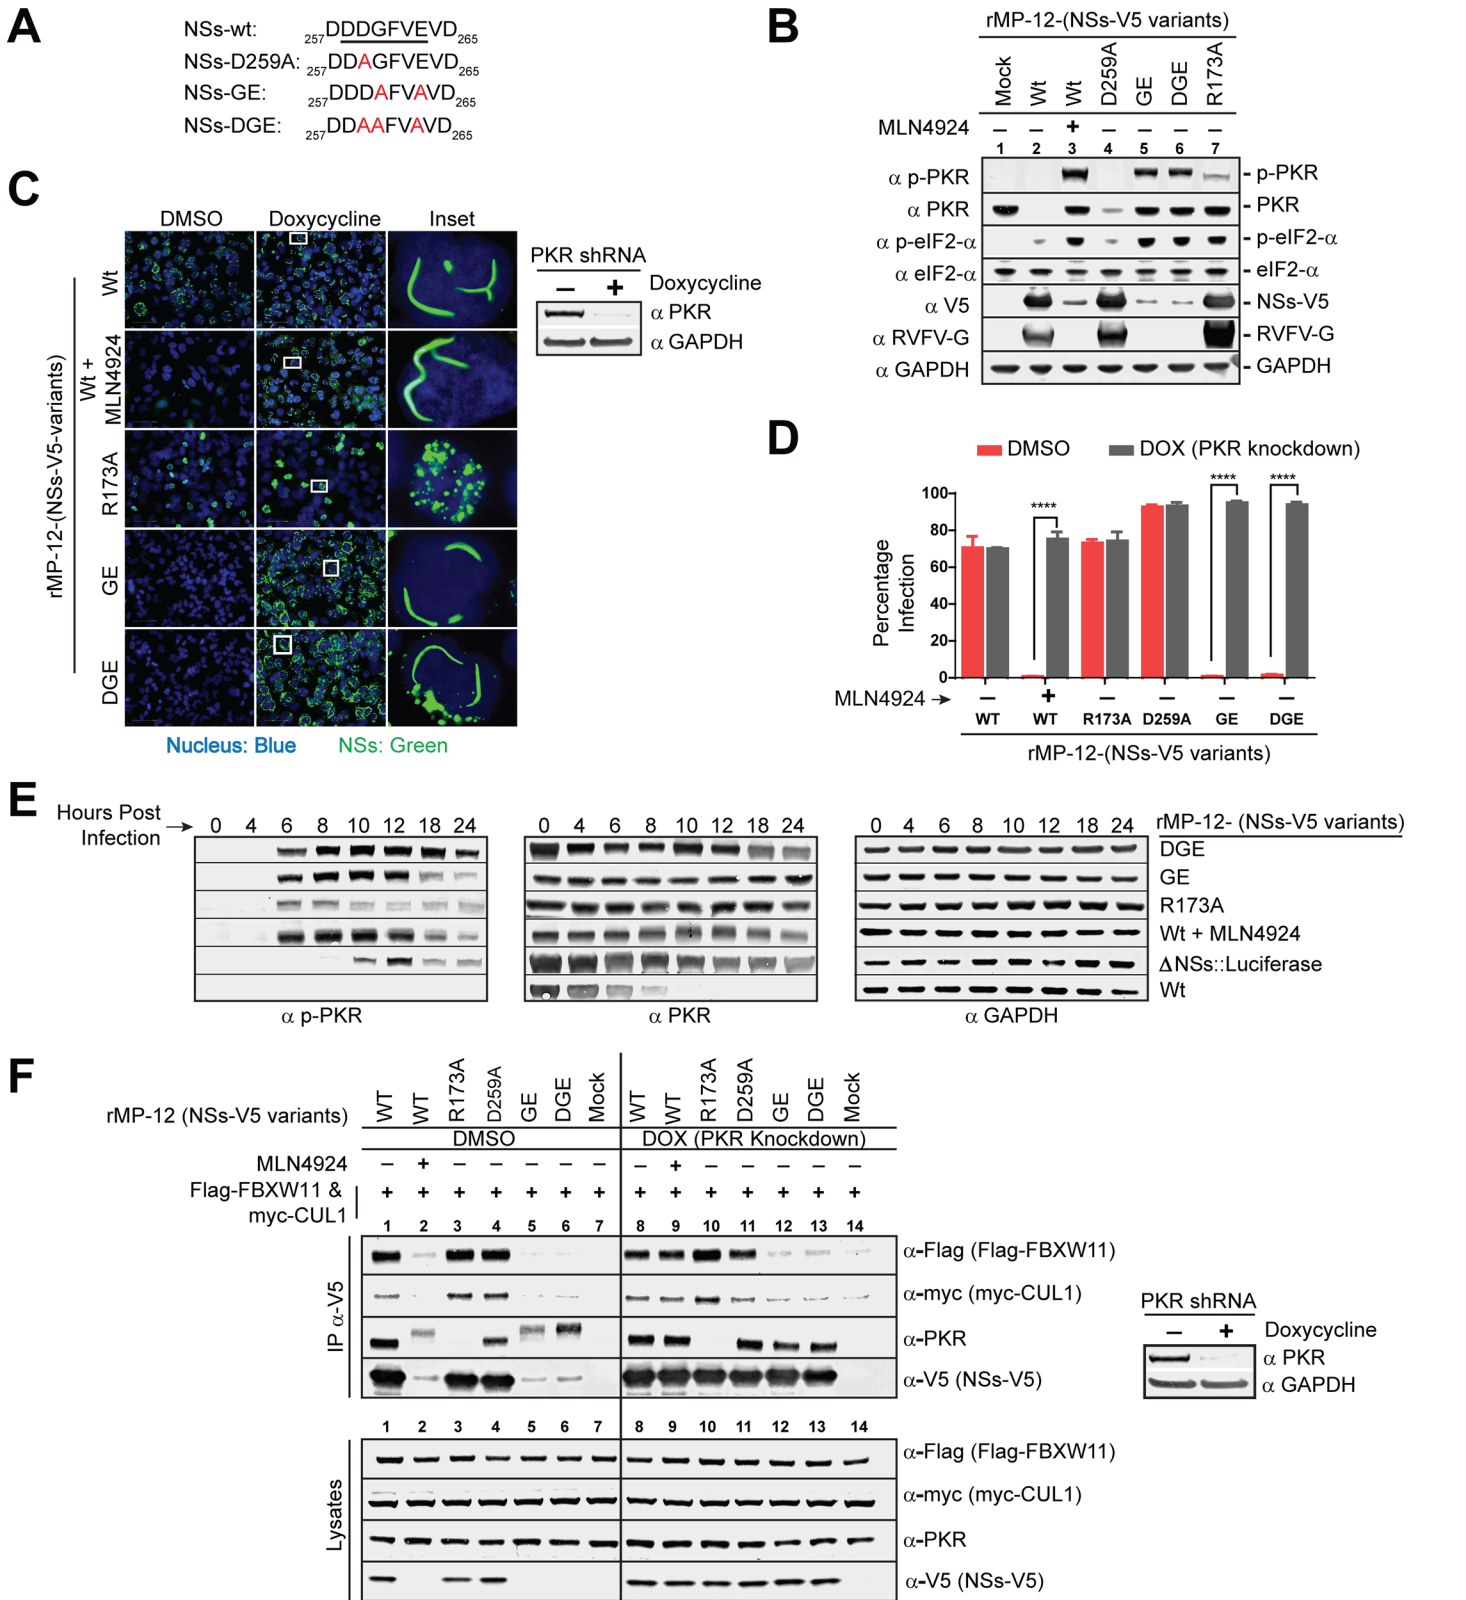 A
NSs-wt: 257DDDGFVEVD265
NSs-D259A: 257DDAGFVEVD265
NSs-GE: 257DDDAFVAVD265
NSs-DGE: 257DDAAFVAVD265
B
rMP-12-(NSs-V5 variants)
Mock Wt Wt D259A GE DGE R173A
MLN4924 – – + – – – –
1 2 3 4 5 6 7
α p-PKR - p-PKR
α PKR - PKR
α p-eIF2-α - p-eIF2-α
α eIF2-α - eIF2-α
α V5 - NSs-V5
α RVFV-G - RVFV-G
α GAPDH - GAPDH
C
DMSO Doxycycline Inset
rMP-12-(NSs-V5-variants)
Wt
Wt +
MLN4924
R173A
GE
DGE
Nucleus: Blue NSs: Green
PKR shRNA
– + Doxycycline
α PKR
α GAPDH
D
DMSO DOX (PKR knockdown)
Percentage
Infection
100
80
60
40
20
0
**** **** ****
MLN4924 → – + – – – –
WT WT R173A D259A GE DGE
rMP-12-(NSs-V5 variants)
E
Hours Post
Infection →
0 4 6 8 10 12 18 24 0 4 6 8 10 12 18 24 0 4 6 8 10 12 18 24
rMP-12- (NSs-V5 variants)
DGE
GE
R173A
Wt + MLN4924
ΔNSs::Luciferase
Wt
α p-PKR α PKR α GAPDH
F
rMP-12 (NSs-V5 variants) WT WT R173A D259A GE DGE Mock WT WT R173A D259A GE DGE Mock
DMSO DOX (PKR Knockdown)
MLN4924 – + – – – – – – + – – – – –
Flag-FBXW11 &
myc-CUL1
+ + + + + + + + + + + + + +
1 2 3 4 5 6 7 8 9 10 11 12 13 14
IP α-V5
α-Flag (Flag-FBXW11)
α-myc (myc-CUL1)
α-PKR
α-V5 (NSs-V5)
1 2 3 4 5 6 7 8 9 10 11 12 13 14
Lysates
α-Flag (Flag-FBXW11)
α-myc (myc-CUL1)
α-PKR
α-V5 (NSs-V5)
PKR shRNA
– + Doxycycline
α PKR
α GAPDH